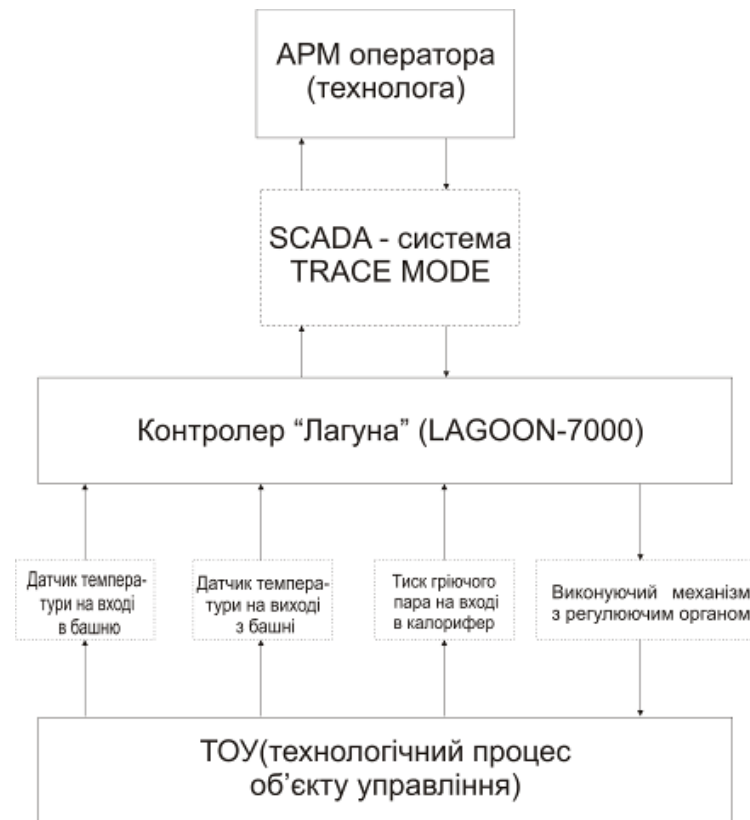 АРМ оператора
(технолога)
SCADA - система
TRACE MODE
Контролер “Лагуна” (LAGOON-7000)
Датчик темпера-
тури на вході
в башню
Датчик темпера-
тури на виході
з башні
Тиск гріючого
пара на вході
в калорифер
Виконуючий механізм
з регулюючим органом
ТОУ(технологічний процес
об’єкту управління)